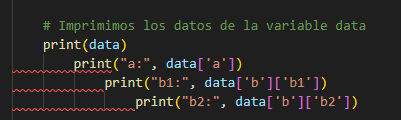 # Imprimimos los datos de la variable data
print(data)
print("a:", data['a'])
print("b1:", data['b']['b1'])
print("b2:", data['b']['b2'])